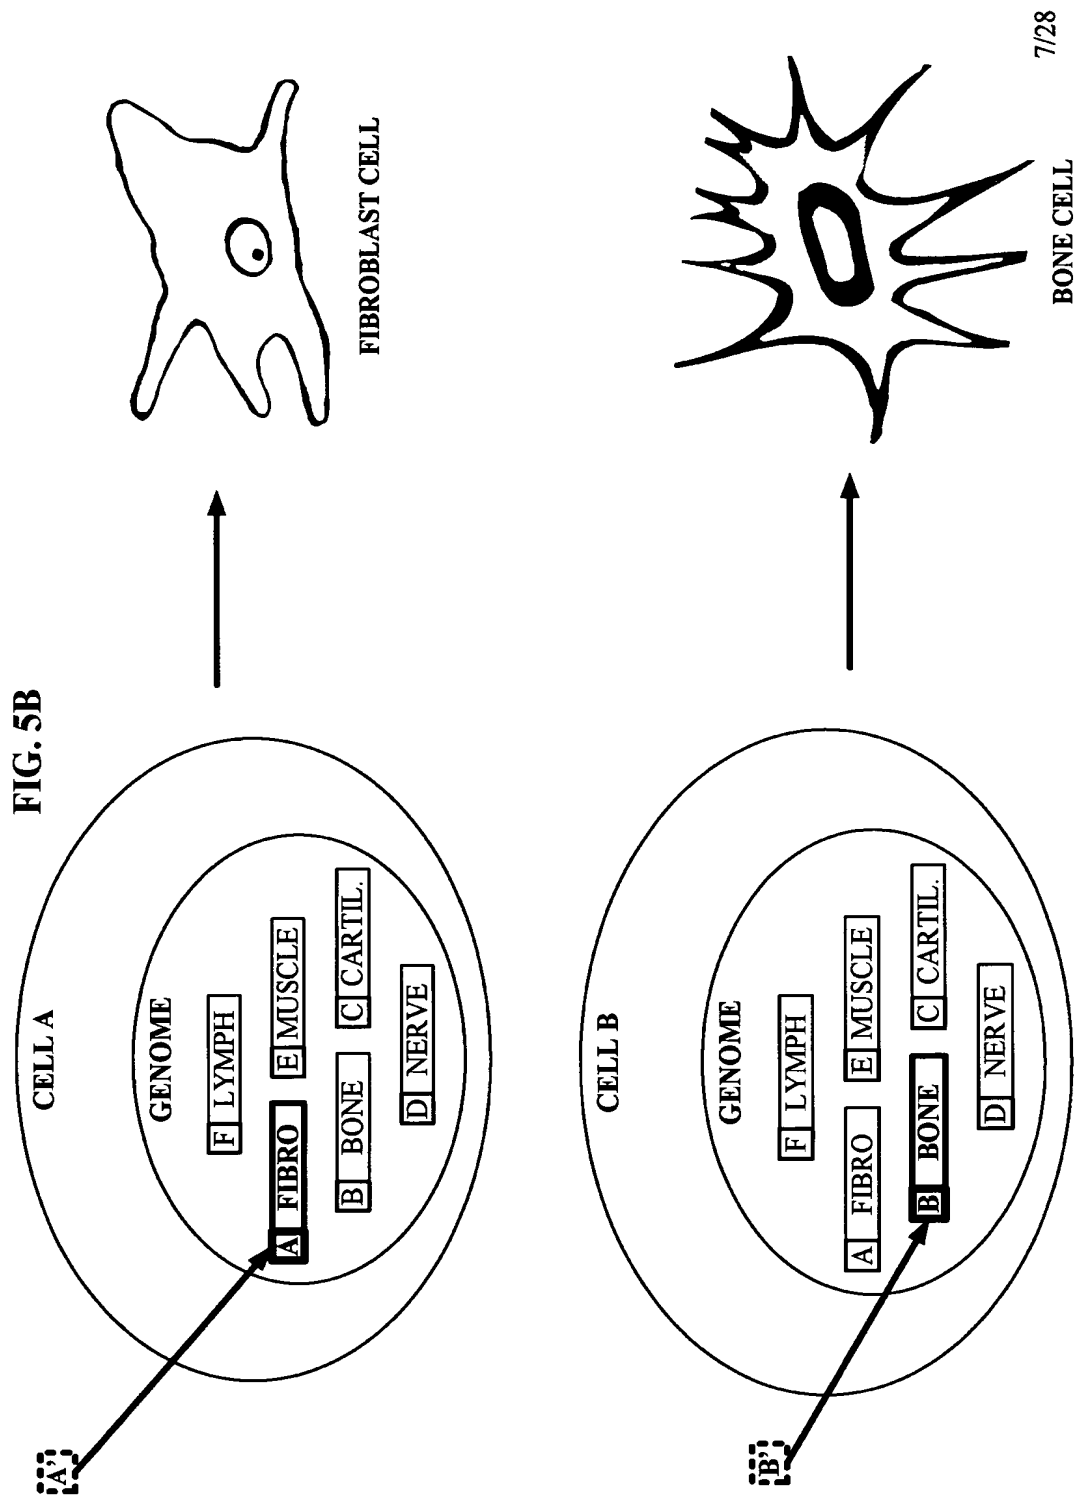 FIG. 5B
CELL A
GENOME
F LYMPH
A FIBRO
E MUSCLE
B BONE
C CARTIL.
D NERVE
A'
FIBROBLAST CELL
CELL B
GENOME
F LYMPH
A FIBRO
E MUSCLE
B BONE
C CARTIL.
D NERVE
B'
BONE CELL
7/28